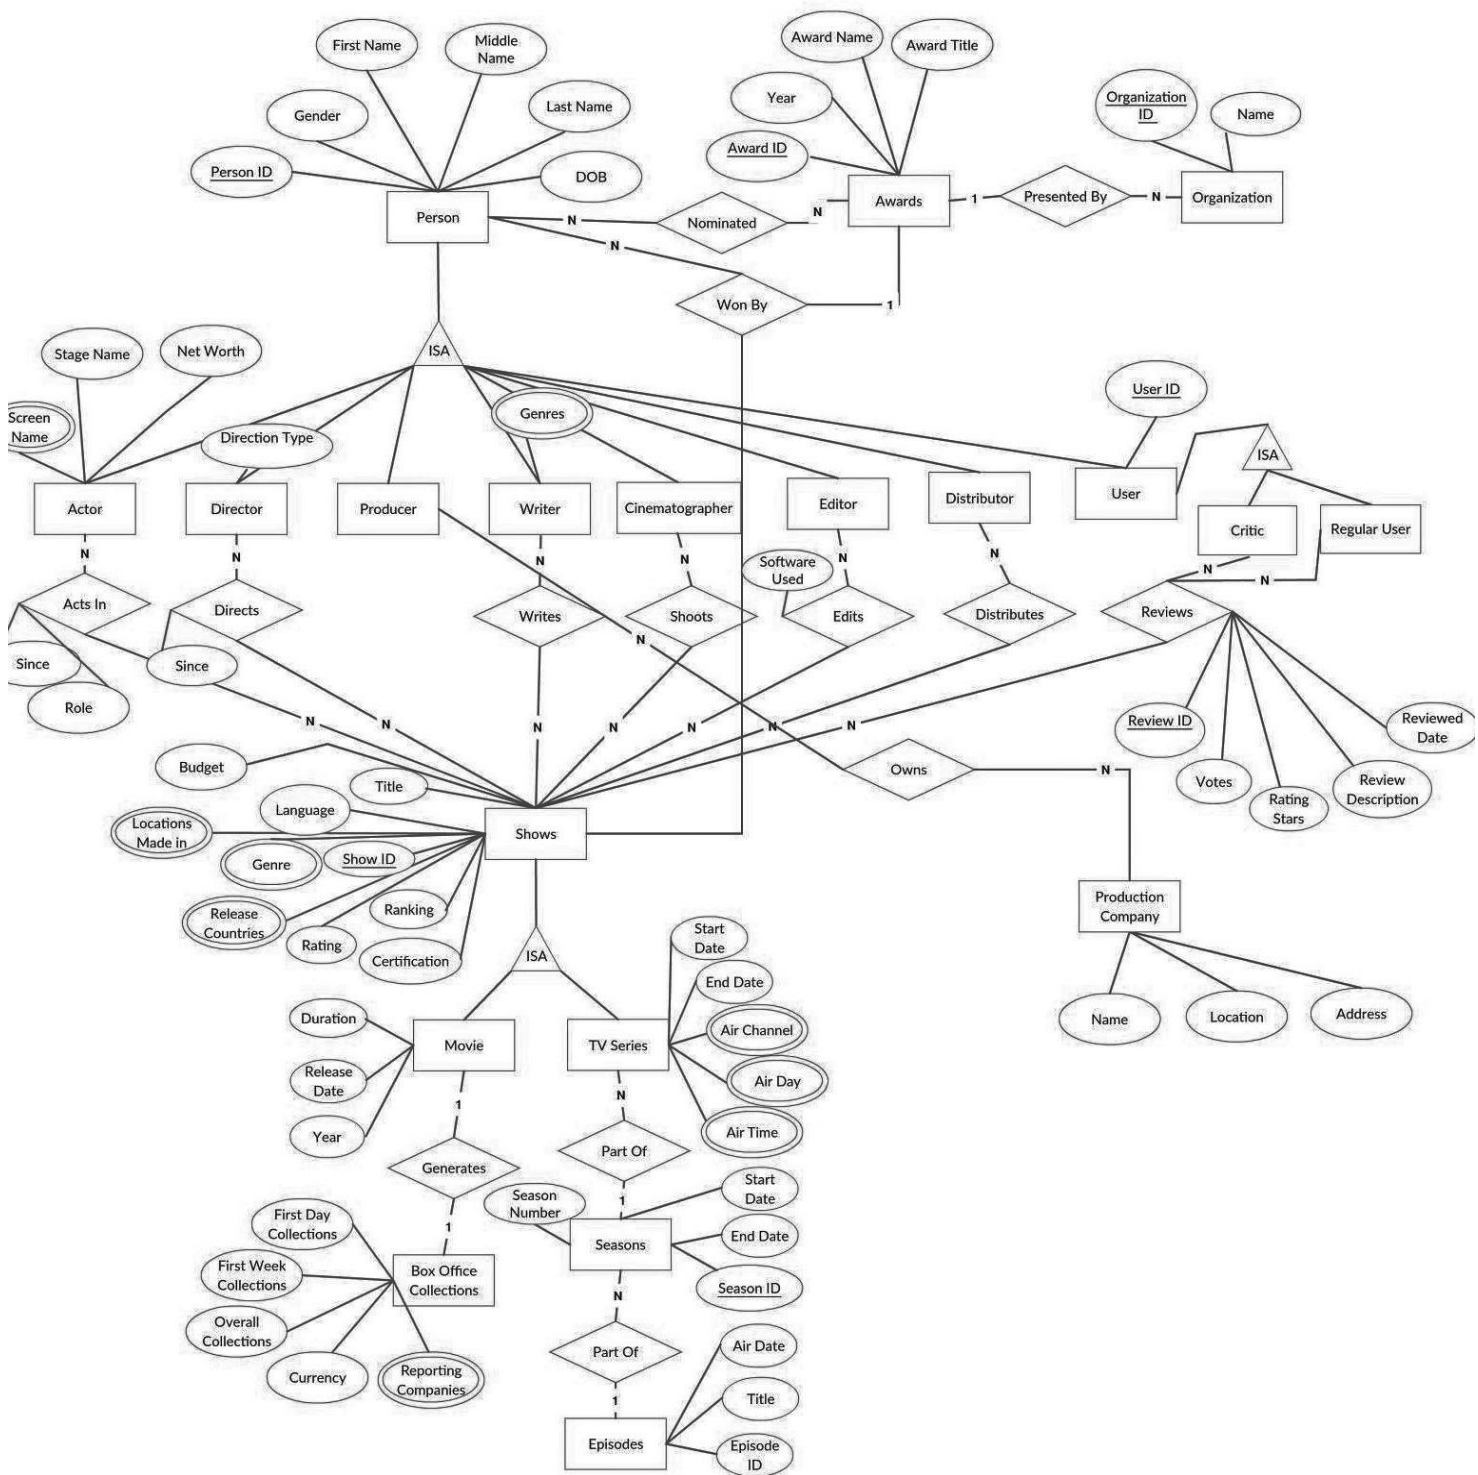 First Name
Middle
Name
Award Name
Award Title
Gender
Last Name
Year
Organization
ID
Name
Person ID
DOB
Award ID
Person
Nominated
N
N
Awards
1
Presented By
N
Organization
N
Won By
1
ISA
Stage Name
Net Worth
Screen
Name
Direction Type
Genres
User ID
ISA
Actor
Director
Producer
Writer
Cinematographer
Editor
Distributor
User
Critic
Regular User
N
N
N
N
N
N
N
N
Software
Used
Acts In
Directs
Writes
Shoots
Edits
Distributes
Reviews
N
Since
Since
Role
N
N
N
N
N
N
N
Review ID
Votes
Rating
Stars
Review
Description
Reviewed
Date
Budget
Title
Language
Locations
Made in
Genre
Show ID
Release
Countries
Rating
Ranking
Certification
Shows
Owns
N
Production
Company
Name
Location
Address
ISA
Start
Date
End Date
Air Channel
Air Day
Air Time
Duration
Release
Date
Year
Movie
TV Series
1
N
Generates
Part Of
1
1
Season
Number
Start
Date
End Date
Season ID
Seasons
First Day
Collections
First Week
Collections
Overall
Collections
Currency
Reporting
Companies
Box Office
Collections
N
Part Of
1
Air Date
Title
Episode
ID
Episodes